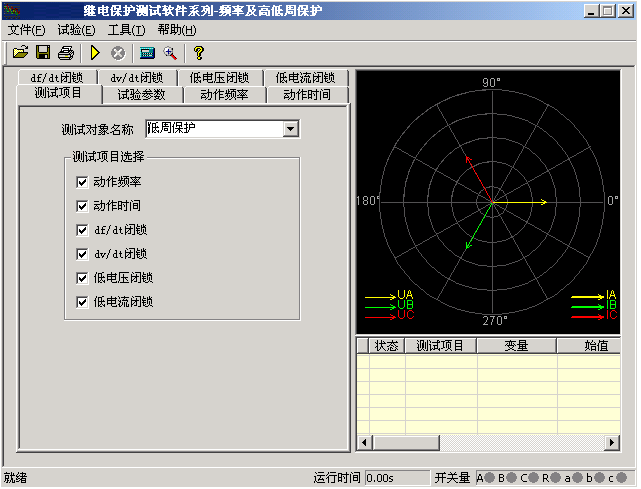 继电保护测试软件系列-频率及高低周保护
文件(F) 试验(E) 工具(T) 帮助(H)
df/dt闭锁 dv/dt闭锁 低电压闭锁 低电流闭锁
测试项目 试验参数 动作频率 动作时间
测试对象名称 低周保护
测试项目选择
动作频率
动作时间
df/dt闭锁
dv/dt闭锁
低电压闭锁
低电流闭锁
90°
180° 0°
270°
UA IA
UB IB
UC IC
状态 测试项目 变量 始值
就绪 运行时间 0.00s 开关量 A B C R a b c